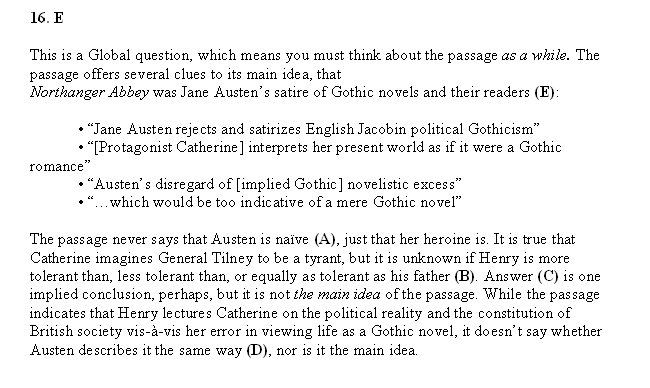 16. E
This is a Global question, which means you must think about the passage as a while. The
passage offers several clues to its main idea, that
Northanger Abbey was Jane Austen's satire of Gothic novels and their readers (E):
• "Jane Austen rejects and satirizes English Jacobin political Gothicism"
• "[Protagonist Catherine] interprets her present world as if it were a Gothic
romance"
• "Austen's disregard of [implied Gothic] novelistic excess"
• "…which would be too indicative of a mere Gothic novel"
The passage never says that Austen is naïve (A), just that her heroine is. It is true that
Catherine imagines General Tilney to be a tyrant, but it is unknown if Henry is more
tolerant than, less tolerant than, or equally as tolerant as his father (B). Answer (C) is one
implied conclusion, perhaps, but it is not the main idea of the passage. While the passage
indicates that Henry lectures Catherine on the political reality and the constitution of
British society vis-à-vis her error in viewing life as a Gothic novel, it doesn't say whether
Austen describes it the same way (D), nor is it the main idea.